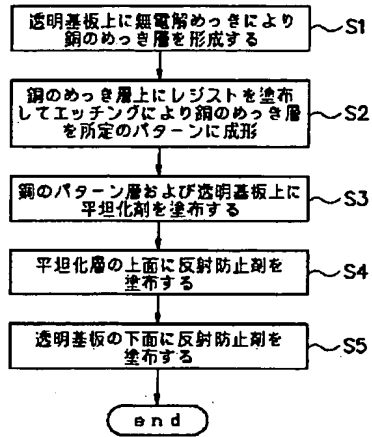 透明基板上に無電解めっきにより
銅のめっき層を形成する
S1
銅のめっき層上にレジストを塗布
してエッチングにより銅のめっき層
を所定のパターンに成形
S2
銅のパターン層および透明基板上に
平坦化剤を塗布する
S3
平坦化層の上面に反射防止剤を
塗布する
S4
透明基板の下面に反射防止剤を
塗布する
S5
end